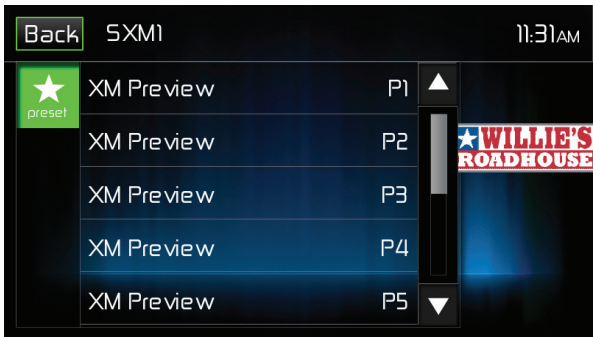 Back SXM1 11:31AM
preset
XM Preview P1
XM Preview P2
XM Preview P3
XM Preview P4
XM Preview P5
WILLIE'S
ROADHOUSE